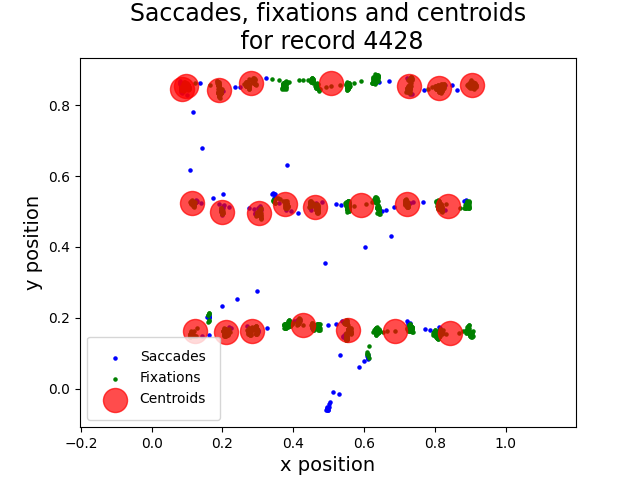 Saccades, fixations and centroids
for record 4428
y position
0.8
0.6
0.4
0.2
0.0
Saccades
Fixations
Centroids
−0.2 0.0 0.2 0.4 0.6 0.8 1.0
x position